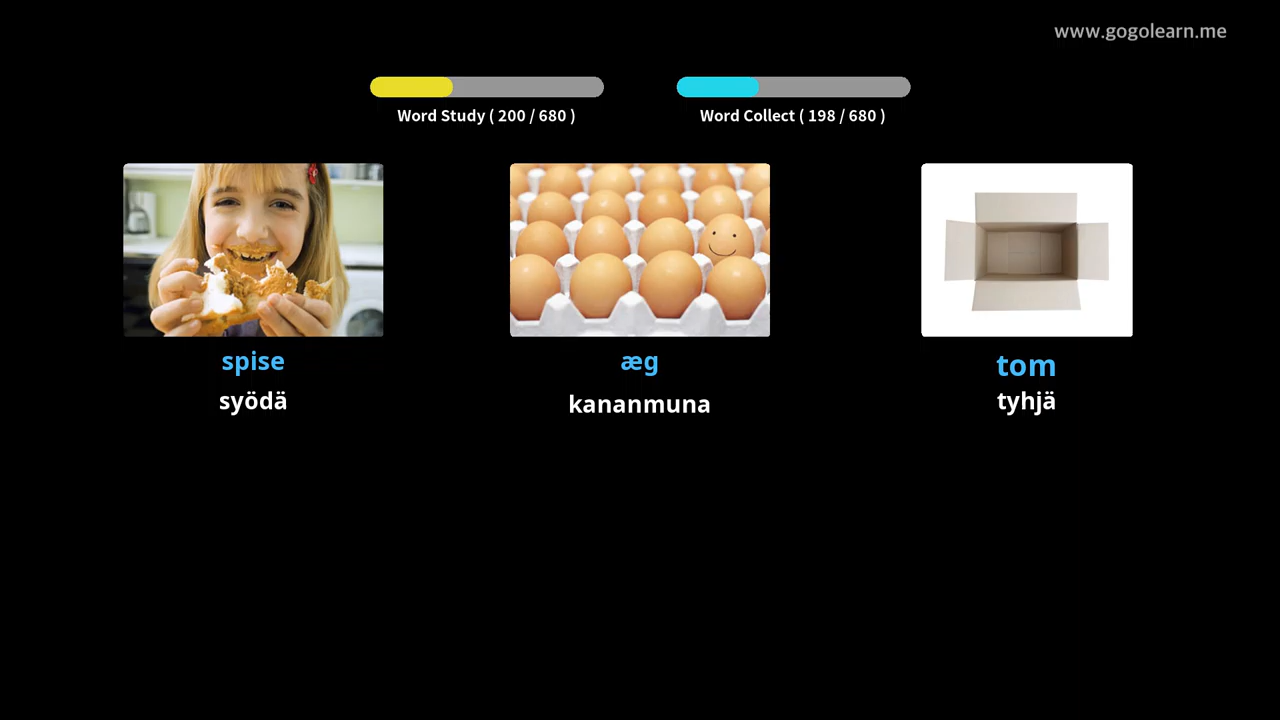 www.gogolearn.me
Word Study ( 200 / 680 )
Word Collect ( 198 / 680 )
spise
æg
tom
syödä
kananmuna
tyhjä